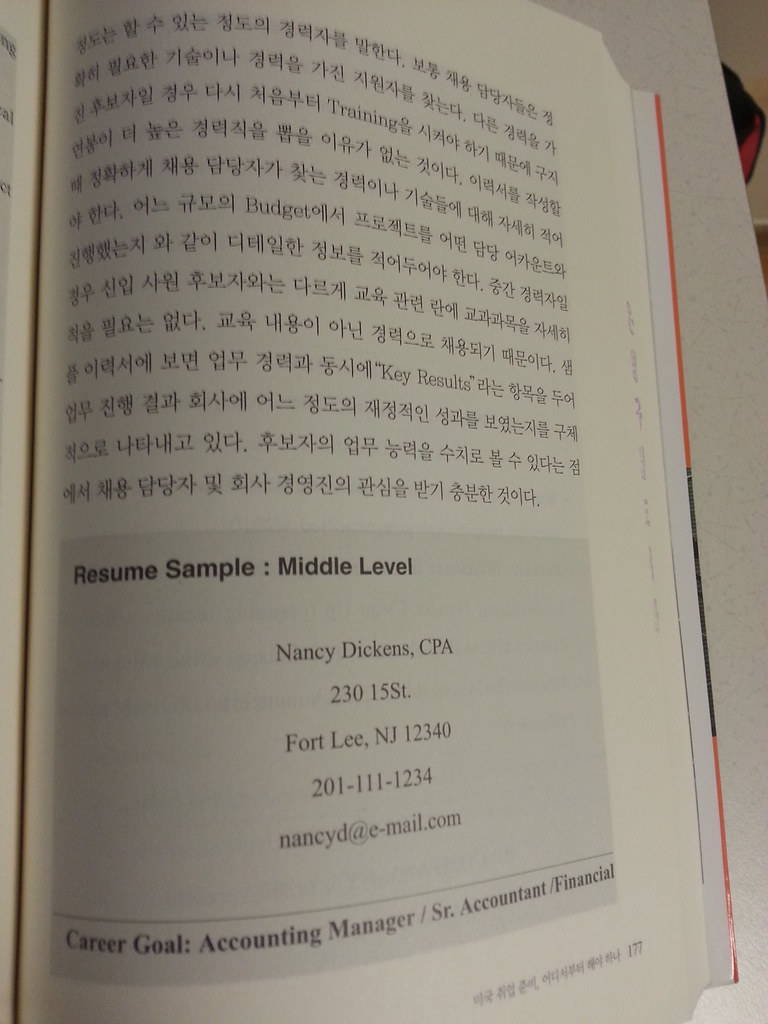 정도는 할 수 있는 정도의 경력자를 말한다. 보통 채용 담당자들은 정
확히 필요한 기술이나 경력을 가진 지원자를 찾는다. 다른 경력을 가
진 후보자일 경우 다시 처음부터 Training을 시켜야 하기 때문에 구지
연봉이 더 높은 경력직을 뽑을 이유가 없는 것이다. 이력서를 작성할
때 정확하게 채용 담당자가 찾는 경력이나 기술들에 대해 자세히 적어
야 한다. 어느 규모의 Budget에서 프로젝트를 어떤 담당 어카운트와
진행했는지 와 같이 디테일한 정보를 적어두어야 한다. 중간 경력자일
경우 신입 사원 후보자와는 다르게 교육 관련 란에 교과과목을 자세히
적을 필요는 없다. 교육 내용이 아닌 경력으로 채용되기 때문이다. 샘
플 이력서에 보면 업무 경력과 동시에 "Key Results"라는 항목을 두어
업무 진행 결과 회사에 어느 정도의 재정적인 성과를 보였는지를 구체
적으로 나타내고 있다. 후보자의 업무 능력을 수치로 볼 수 있다는 점
에서 채용 담당자 및 회사 경영진의 관심을 받기 충분한 것이다.
Resume Sample : Middle Level
Nancy Dickens, CPA
230 15St.
Fort Lee, NJ 12340
201-111-1234
nancyd@e-mail.com
Career Goal: Accounting Manager / Sr. Accountant /Financial
미국 취업 준비, 어디서부터 해야 하나 177